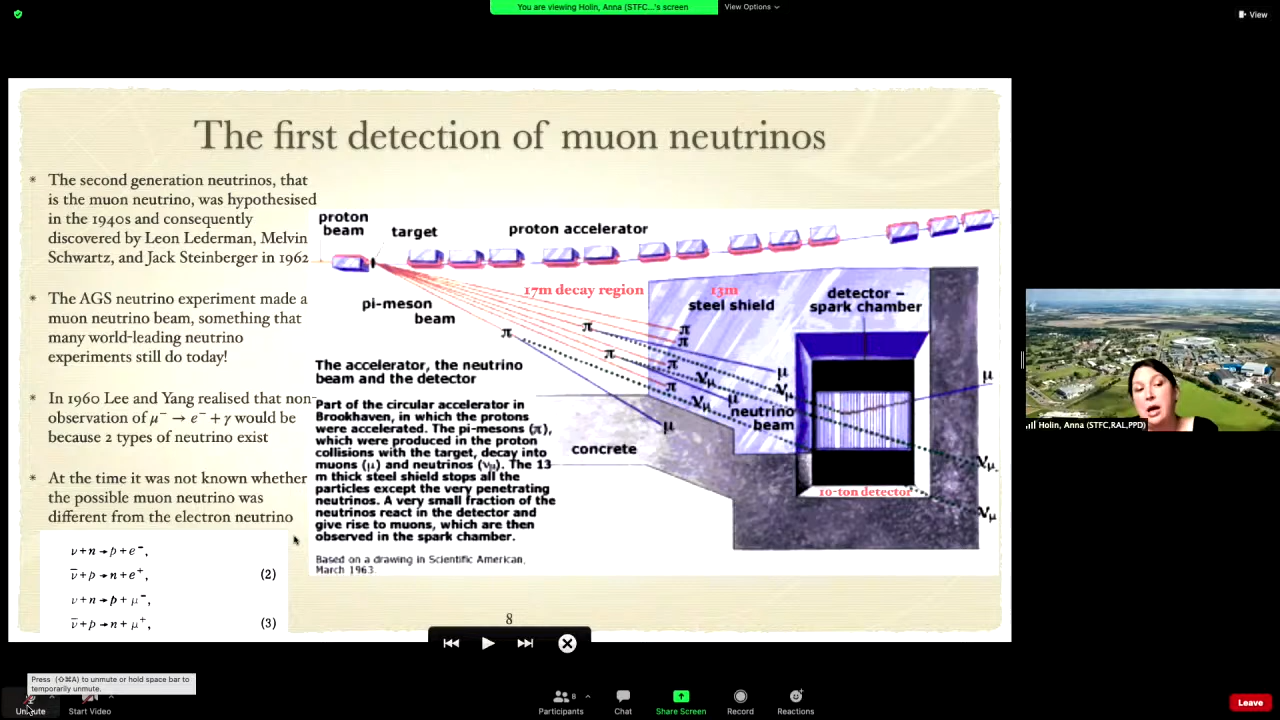 You are viewing Holin, Anna (STFC...'s screen
View Options
View
The first detection of muon neutrinos
* The second generation neutrinos, that
is the muon neutrino, was hypothesised
in the 1940s and consequently
discovered by Leon Lederman, Melvin
Schwartz, and Jack Steinberger in 1962
* The AGS neutrino experiment made a
muon neutrino beam, something that
many world-leading neutrino
experiments still do today!
* In 1960 Lee and Yang realised that non-
observation of μ⁻ → e⁻ + γ would be
because 2 types of neutrino exist
* At the time it was not known whether
the possible muon neutrino was
different from the electron neutrino
ν + n → p + e⁻,
ν̅ + p → n + e⁺, (2)
ν + n → p + μ⁻,
ν̅ + p → n + μ⁺, (3)
proton
beam
target
proton accelerator
17m decay region
13m
steel shield
detector –
spark chamber
pi-meson
beam
π
π
π
π
π
π
π
μ
ν μ
ν μ
ν μ
μ
μ
μ
neutrino
beam
concrete
10-ton detector
ν μ
ν μ
The accelerator, the neutrino
beam and the detector
Part of the circular accelerator in
Brookhaven, in which the protons
were accelerated. The pi-mesons (π),
which were produced in the proton
collisions with the target, decay into
muons (μ) and neutrinos (νμ). The 13
m thick steel shield stops all the
particles except the very penetrating
neutrinos. A very small fraction of the
neutrinos react in the detector and
give rise to muons, which are then
observed in the spark chamber.
Based on a drawing in Scientific American,
March 1963.
8
Holin, Anna (STFC,RAL,PPD)
Press (⇧⌘A) to unmute or hold space bar to
temporarily unmute.
Unmute
Start Video
Participants
8
Chat
Share Screen
Record
Reactions
Leave